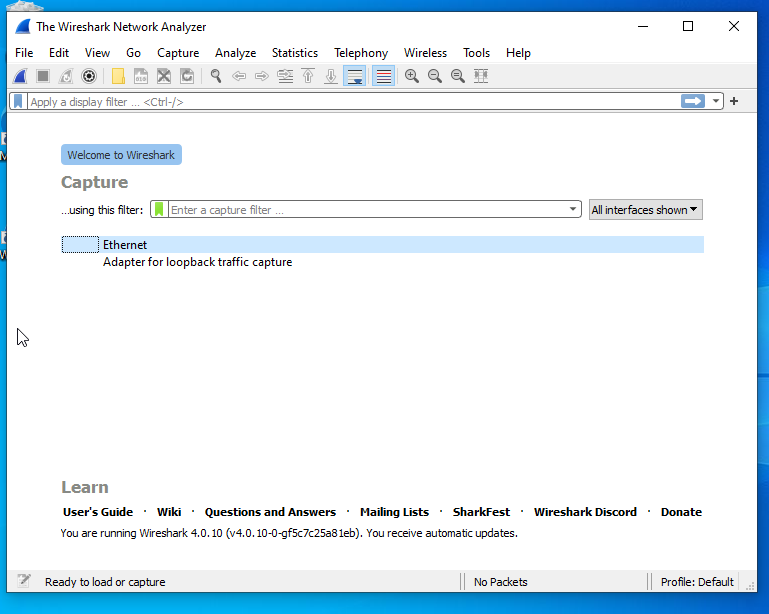 The Wireshark Network Analyzer
File Edit View Go Capture Analyze Statistics Telephony Wireless Tools Help
Apply a display filter ... <Ctrl-/>
Welcome to Wireshark
Capture
...using this filter: Enter a capture filter ... All interfaces shown
Ethernet
Adapter for loopback traffic capture
Learn
User's Guide · Wiki · Questions and Answers · Mailing Lists · SharkFest · Wireshark Discord · Donate
You are running Wireshark 4.0.10 (v4.0.10-0-gf5c7c25a81eb). You receive automatic updates.
Ready to load or capture No Packets Profile: Default